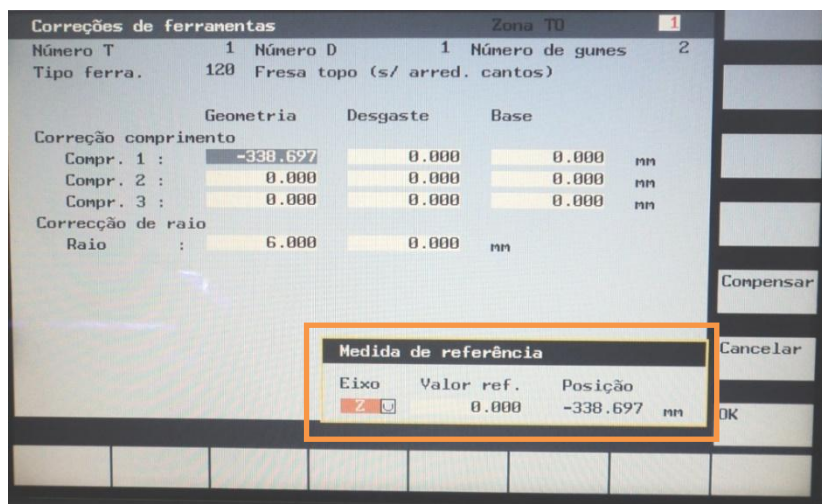 Correções de ferramentas Zona TO 1
Número T 1 Número D 1 Número de gumes 2
Tipo ferra. 120 Fresa topo (s/ arred. cantos)
Geometria Desgaste Base
Correção comprimento
Compr. 1 : -338.697 0.000 0.000 mm
Compr. 2 : 0.000 0.000 0.000 mm
Compr. 3 : 0.000 0.000 0.000 mm
Correcção de raio
Raio : 6.000 0.000 mm
Compensar
Medida de referência
Cancelar
Eixo Valor ref. Posição
Z 0.000 -338.697 mm
OK